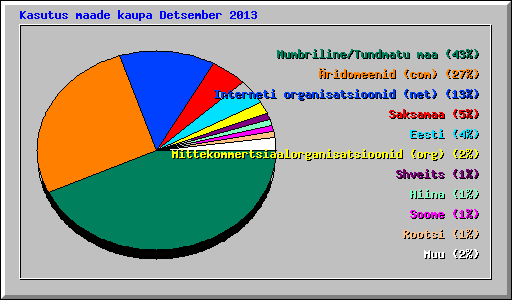 Kasutus maade kaupa Detsember 2013
Numbriline/Tundmatu maa (43%)
Äridomeenid (com) (27%)
Interneti organisatsioonid (net) (13%)
Saksamaa (5%)
Eesti (4%)
Mittekommertsiaalorganisatsioonid (org) (2%)
Shveits (1%)
Hiina (1%)
Soome (1%)
Rootsi (1%)
Muu (2%)